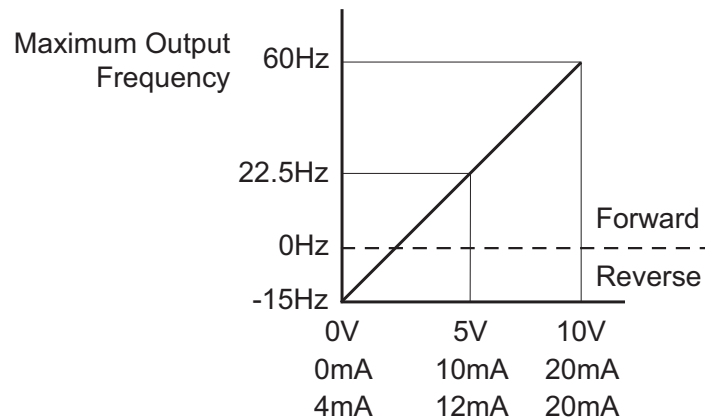 Maximum Output
Frequency
60Hz
22.5Hz
0Hz
-15Hz
Forward
Reverse
0V 5V 10V
0mA 10mA 20mA
4mA 12mA 20mA